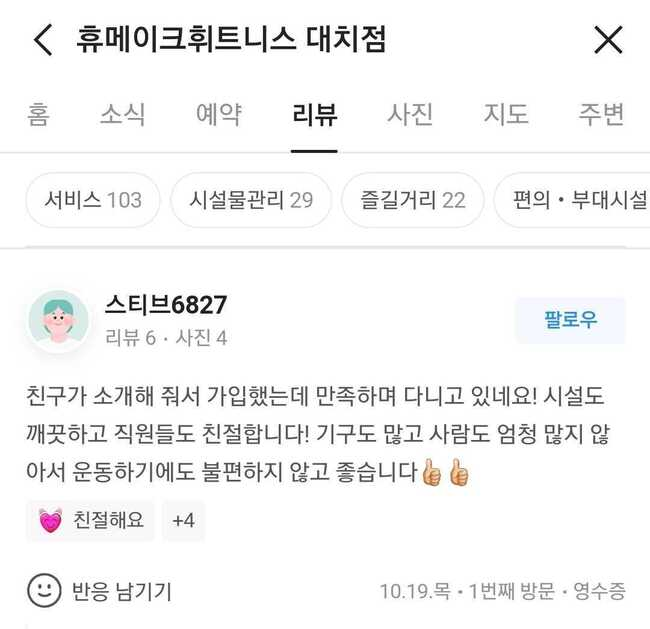 휴메이크휘트니스 대치점
홈 소식 예약 리뷰 사진 지도 주변
서비스 103 시설물관리 29 즐길거리 22 편의・부대시설
스티브6827
리뷰 6 · 사진 4
팔로우
친구가 소개해 줘서 가입했는데 만족하며 다니고 있네요! 시설도
깨끗하고 직원들도 친절합니다! 기구도 많고 사람도 엄청 많지 않
아서 운동하기에도 불편하지 않고 좋습니다👍🏻👍🏻
💓 친절해요 +4
반응 남기기
10.19.목 · 1번째 방문 · 영수증